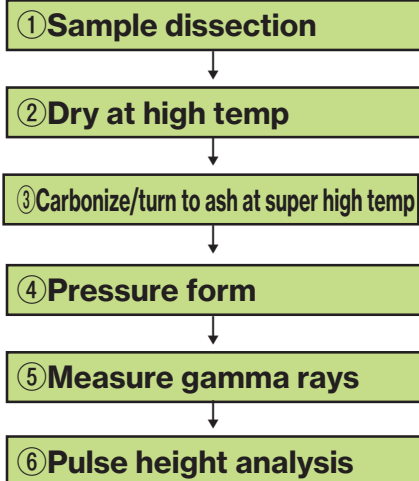 ①Sample dissection
②Dry at high temp
③Carbonize/turn to ash at super high temp
④Pressure form
⑤Measure gamma rays
⑥Pulse height analysis